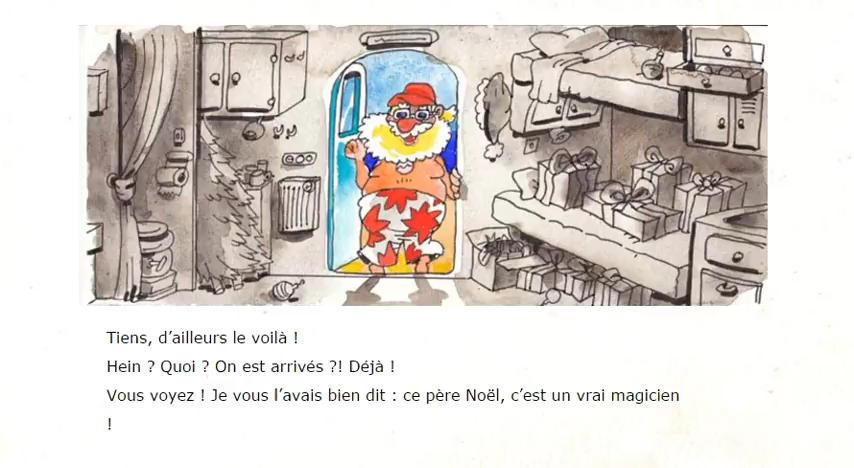 Tiens, d’ailleurs le voilà !
Hein ? Quoi ? On est arrivés ?! Déjà !
Vous voyez ! Je vous l’avais bien dit : ce père Noël, c’est un vrai magicien
!